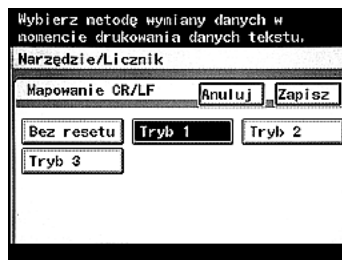 Wybierz metodę wymiany danych w
momencie drukowania danych tekstu.
Narzędzie/Licznik
Mapowanie CR/LF Anuluj Zapisz
Bez resetu Tryb 1 Tryb 2
Tryb 3